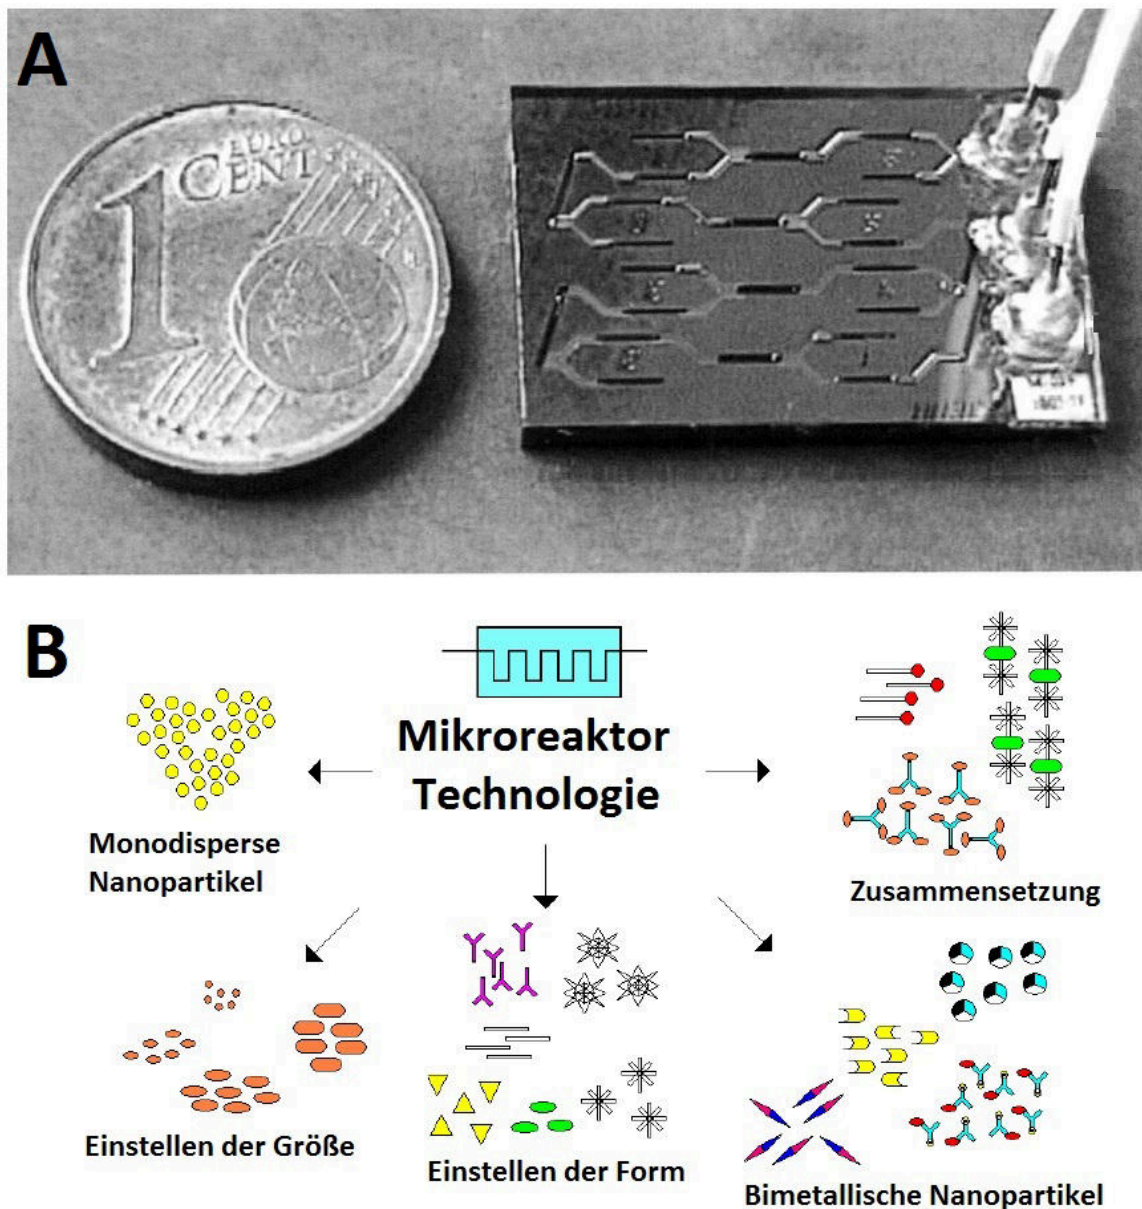 A
1
EURO
CENT
B
Mikroreaktor
Technologie
Monodisperse
Nanopartikel
Zusammensetzung
Einstellen der Größe
Einstellen der Form
Bimetallische Nanopartikel